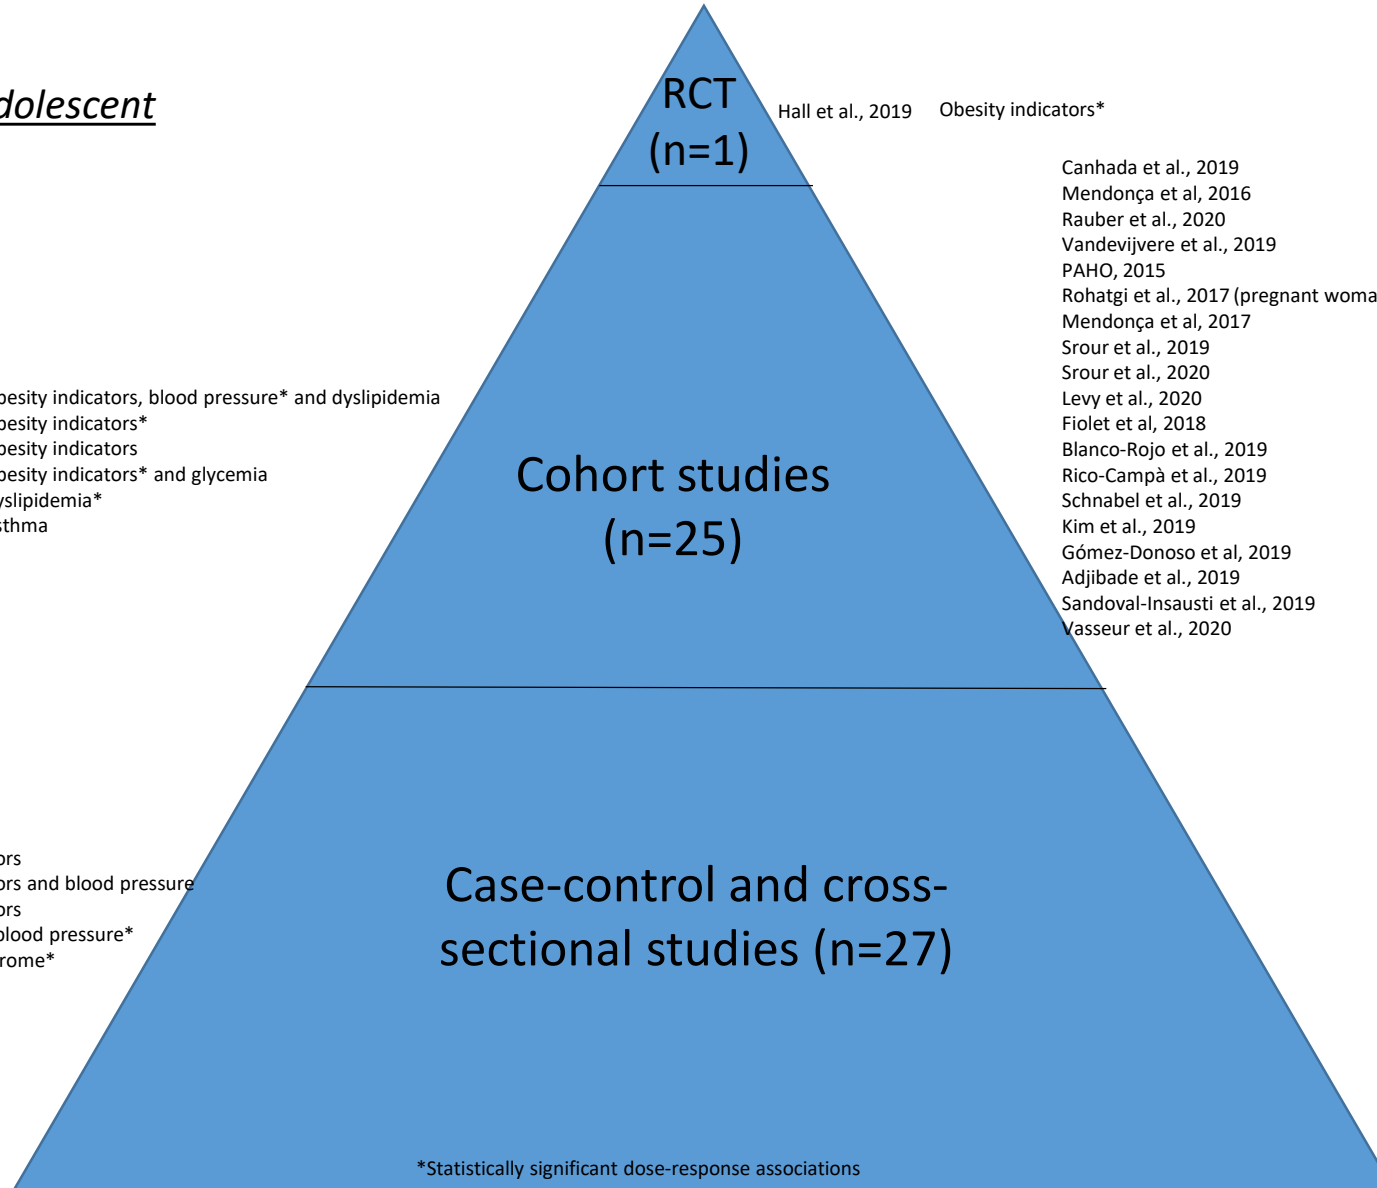 dolescent
RCT
(n=1)
Hall et al., 2019 Obesity indicators*
Canhada et al., 2019
Mendonça et al, 2016
Rauber et al., 2020
Vandevijvere et al., 2019
PAHO, 2015
Rohatgi et al., 2017 (pregnant woma
Mendonça et al, 2017
Srour et al., 2019
Srour et al., 2020
Levy et al., 2020
Fiolet et al, 2018
Blanco-Rojo et al., 2019
Rico-Campà et al., 2019
Schnabel et al., 2019
Kim et al., 2019
Gómez-Donoso et al, 2019
Adjibade et al., 2019
Sandoval-Insausti et al., 2019
Vasseur et al., 2020
besity indicators, blood pressure* and dyslipidemia
besity indicators*
besity indicators
besity indicators* and glycemia
yslipidemia*
sthma
Cohort studies
(n=25)
ors
ors and blood pressure
ors
blood pressure*
rome*
Case-control and cross-
sectional studies (n=27)
*Statistically significant dose-response associations